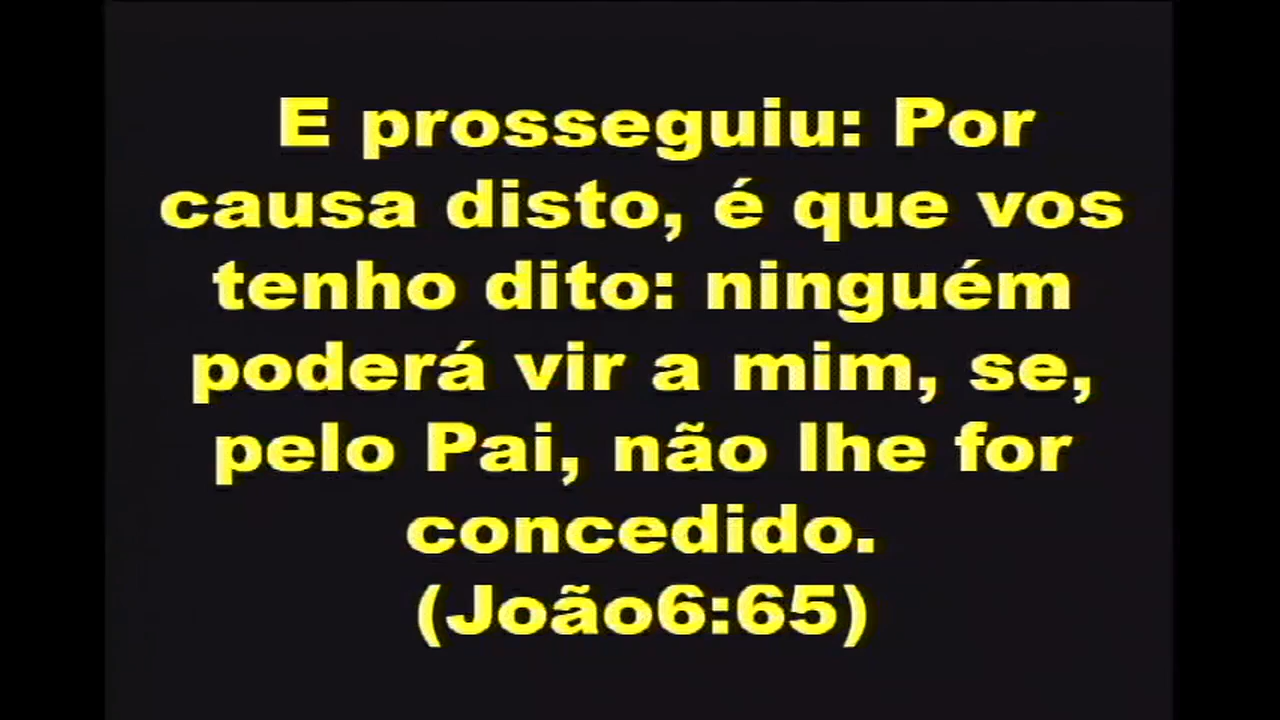 E prosseguiu: Por
causa disto, é que vos
tenho dito: ninguém
poderá vir a mim, se,
pelo Pai, não lhe for
concedido.
(João6:65)